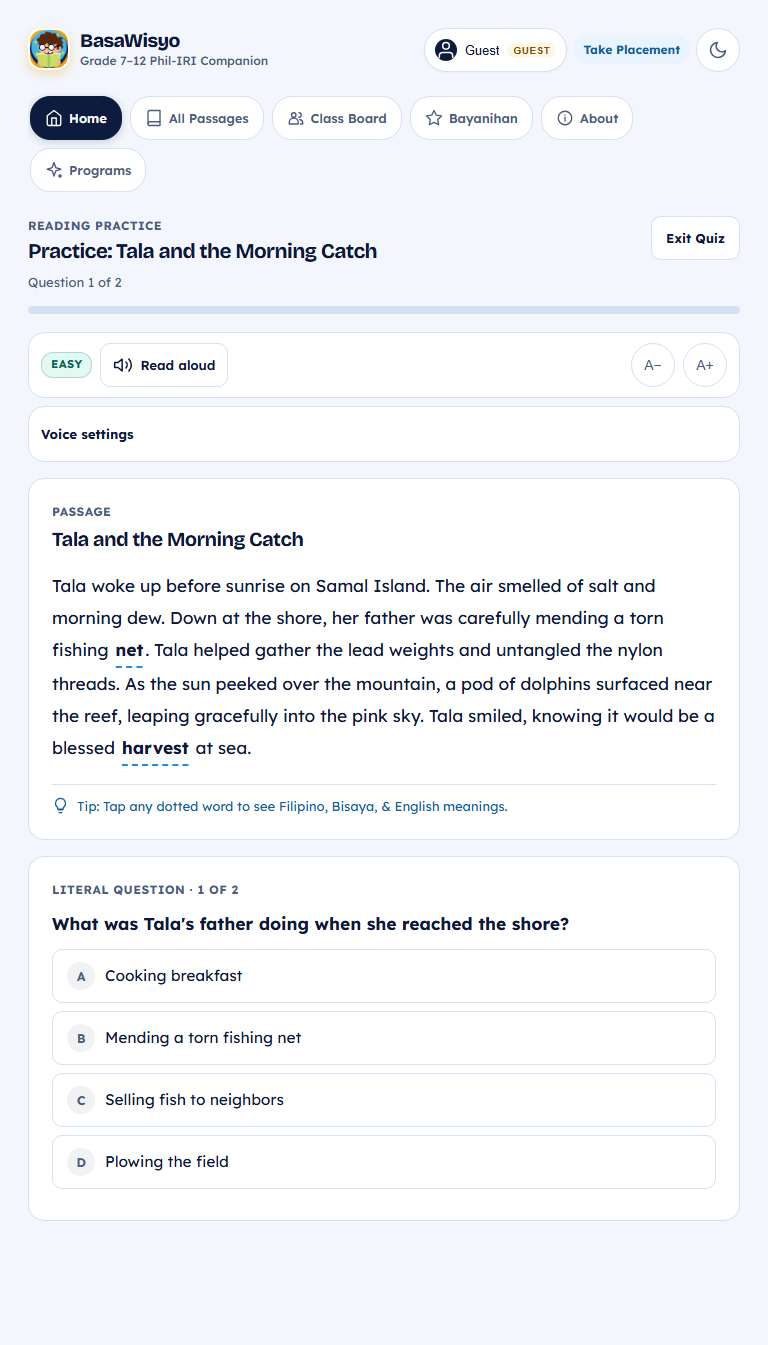 BasaWisyo
Grade 7–12 Phil-IRI Companion
Guest GUEST
Take Placement
Home
All Passages
Class Board
Bayanihan
About
Programs
READING PRACTICE
Practice: Tala and the Morning Catch
Exit Quiz
Question 1 of 2
EASY
Read aloud
A−
A+
Voice settings
PASSAGE
Tala and the Morning Catch
Tala woke up before sunrise on Samal Island. The air smelled of salt and
morning dew. Down at the shore, her father was carefully mending a torn
fishing net. Tala helped gather the lead weights and untangled the nylon
threads. As the sun peeked over the mountain, a pod of dolphins surfaced near
the reef, leaping gracefully into the pink sky. Tala smiled, knowing it would be a
blessed harvest at sea.
Tip: Tap any dotted word to see Filipino, Bisaya, & English meanings.
LITERAL QUESTION · 1 OF 2
What was Tala's father doing when she reached the shore?
A Cooking breakfast
B Mending a torn fishing net
C Selling fish to neighbors
D Plowing the field